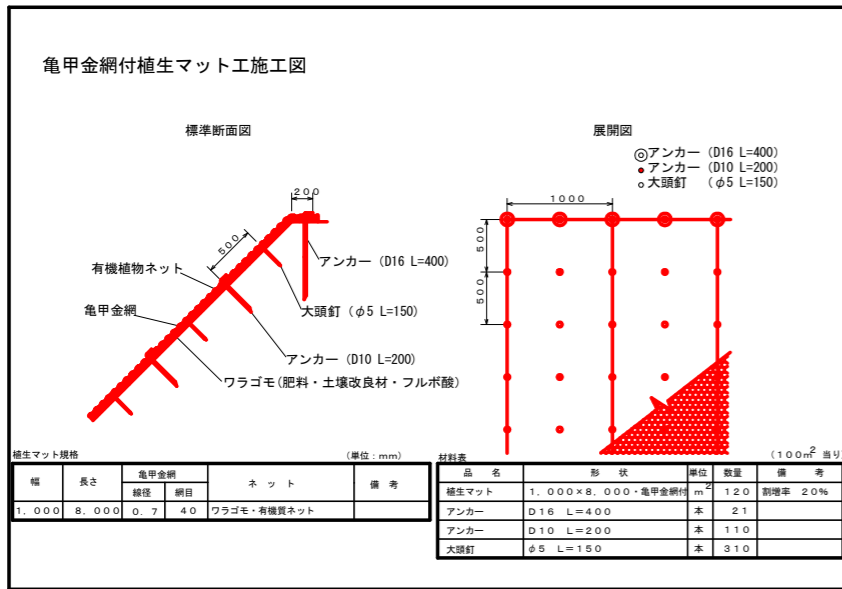 亀甲金網付植生マット工施工図
標準断面図
展開図
◎アンカー (D16 L=400)
● アンカー (D10 L=200)
○ 大頭釘 (φ5 L=150)
200
500
有機植物ネット
亀甲金網
アンカー (D16 L=400)
大頭釘 (φ5 L=150)
アンカー (D10 L=200)
ワラゴモ(肥料・土壌改良材・フルボ酸)
1000
500
500
植生マット規格 (単位:mm)
幅 長さ 亀甲金網 ネット 備考
線径 網目
1.000 8.000 0.7 40 ワラゴモ・有機質ネット
材料表 (100m2 当り
品名 形状 単位 数量 備考
植生マット 1.000×8.000・亀甲金網付 m2 120 割増率 20%
アンカー D16 L=400 本 21
アンカー D10 L=200 本 110
大頭釘 φ5 L=150 本 310